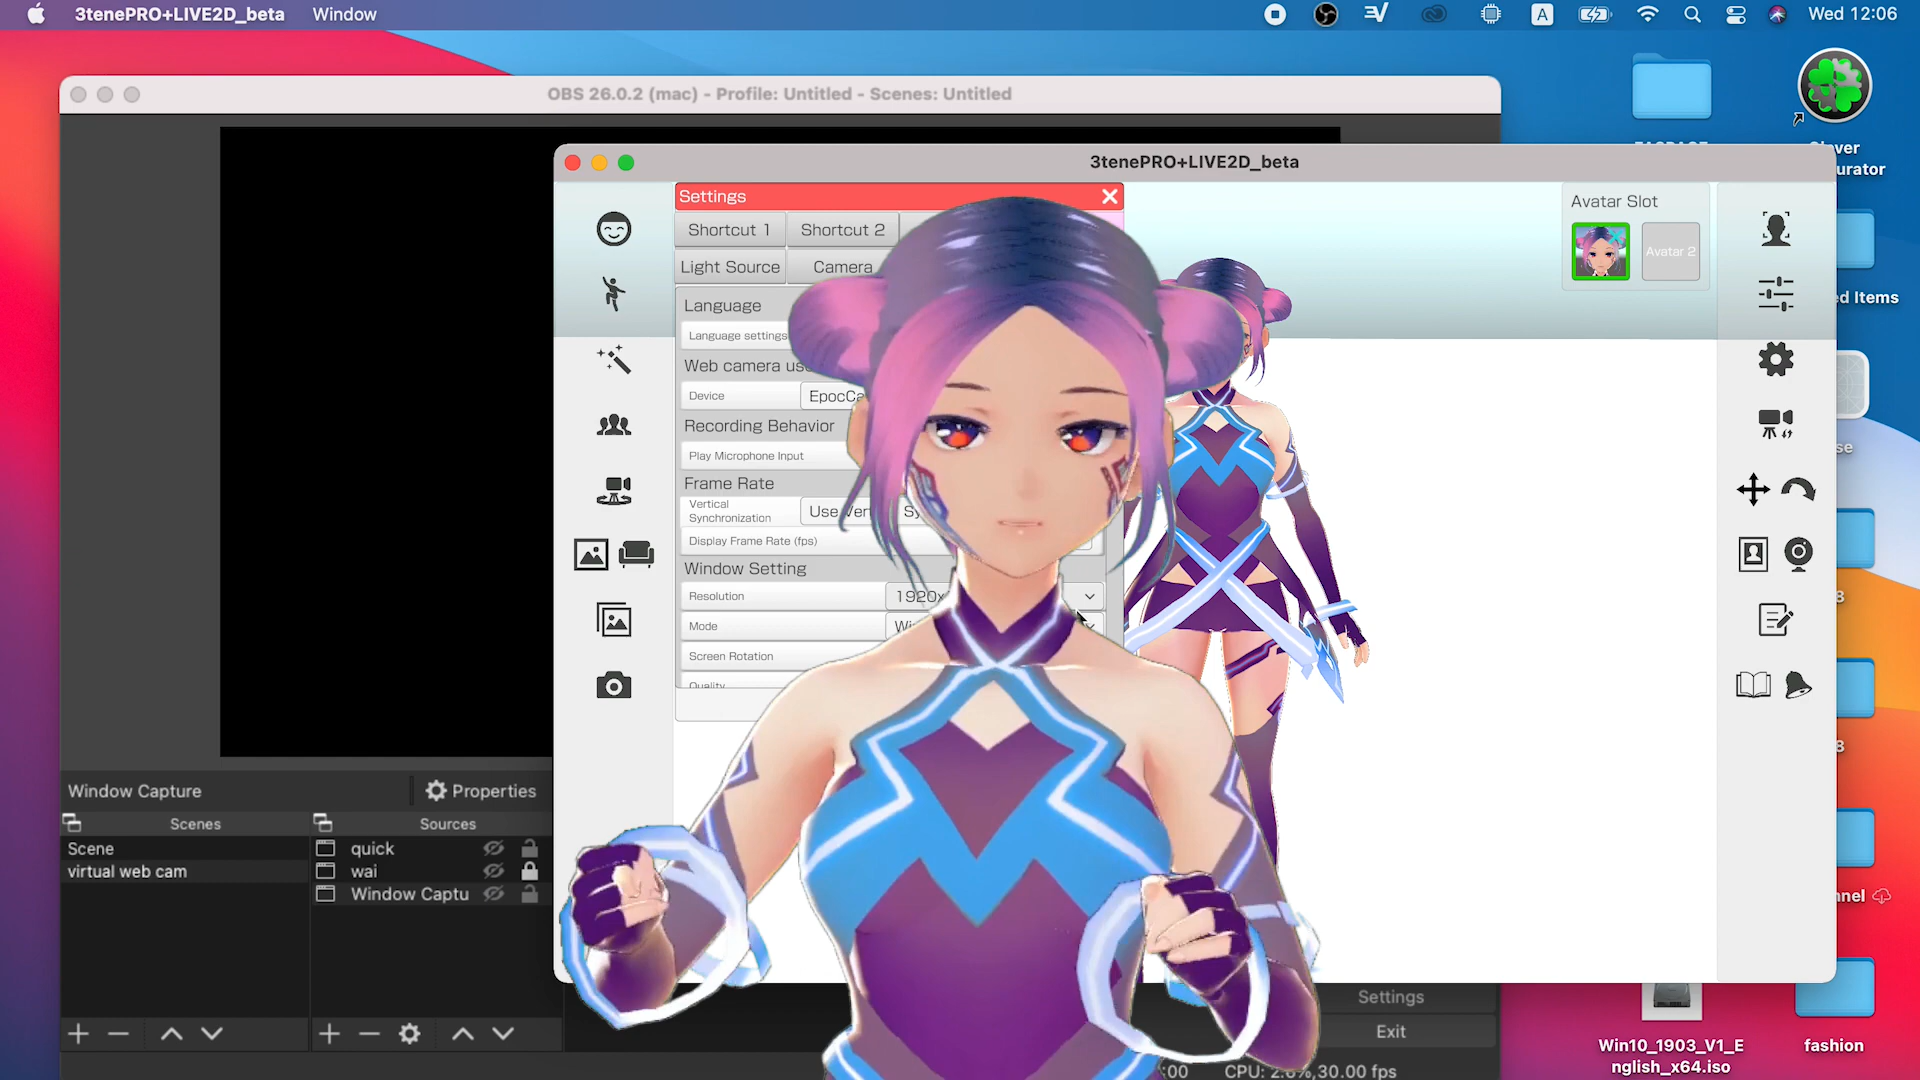 3tenePRO+LIVE2D_beta Window
A
Wed 12:06
OBS 26.0.2 (mac) - Profile: Untitled - Scenes: Untitled
3tenePRO+LIVE2D_beta
Settings
Shortcut 1 Shortcut 2
Light Source Camera
Language
Language settings
Web camera
Device
Recording Behavior
Play Microphone Input
Frame Rate
Vertical
Synchronization
Use
Display Frame Rate (fps)
Window Setting
Resolution
Mode
Screen Rotation
Quality
Avatar Slot
Avatar 2
Items
Window Capture
Properties
Scenes
Scene
virtual web cam
Sources
quick
wai
Window Captu
Settings
Exit
30.00 fps
Win10_1903_V1_E
nglish_x64.iso
fashion